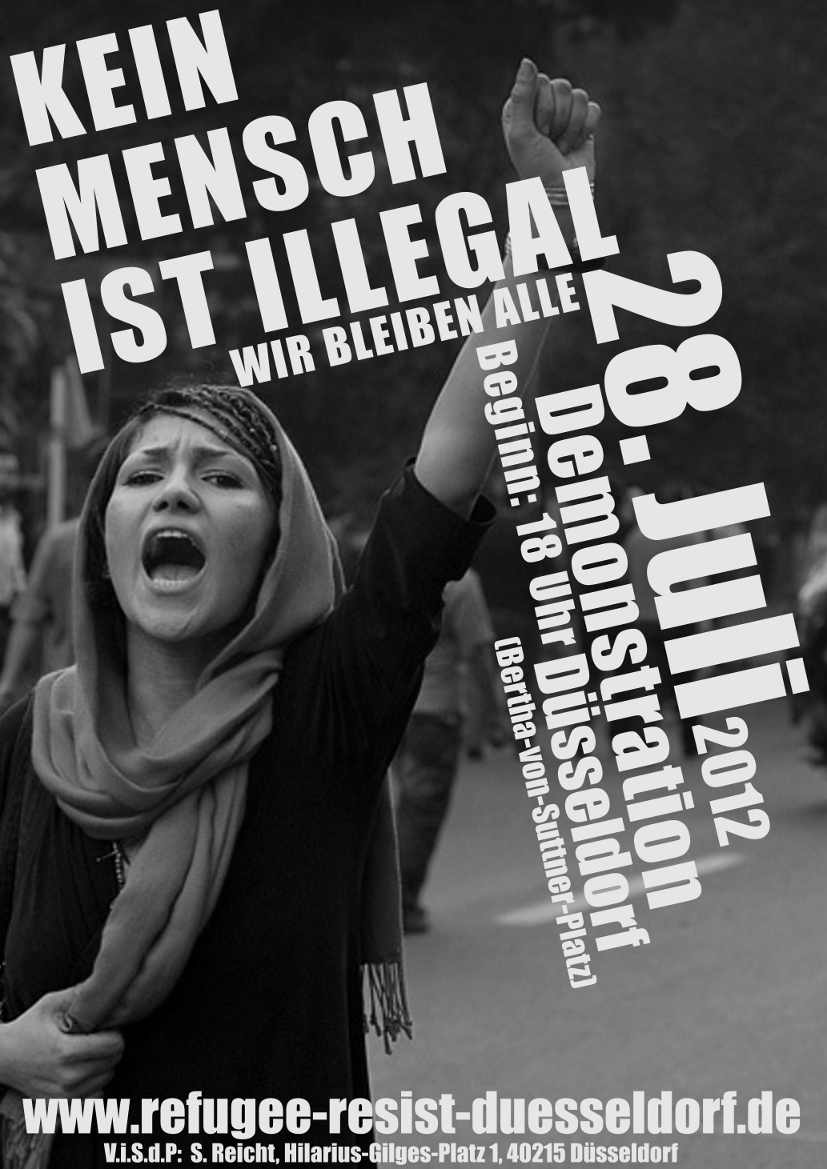 KEIN
MENSCH
IST ILLEGAL
WIR BLEIBEN ALLE
28. Juli 2012
Demonstration
Beginn: 18 Uhr Düsseldorf
(Bertha-von-Suttner-Platz)
www.refugee-resist-duesseldorf.de
V.i.S.d.P: S. Reicht, Hilarius-Gilges-Platz 1, 40215 Düsseldorf